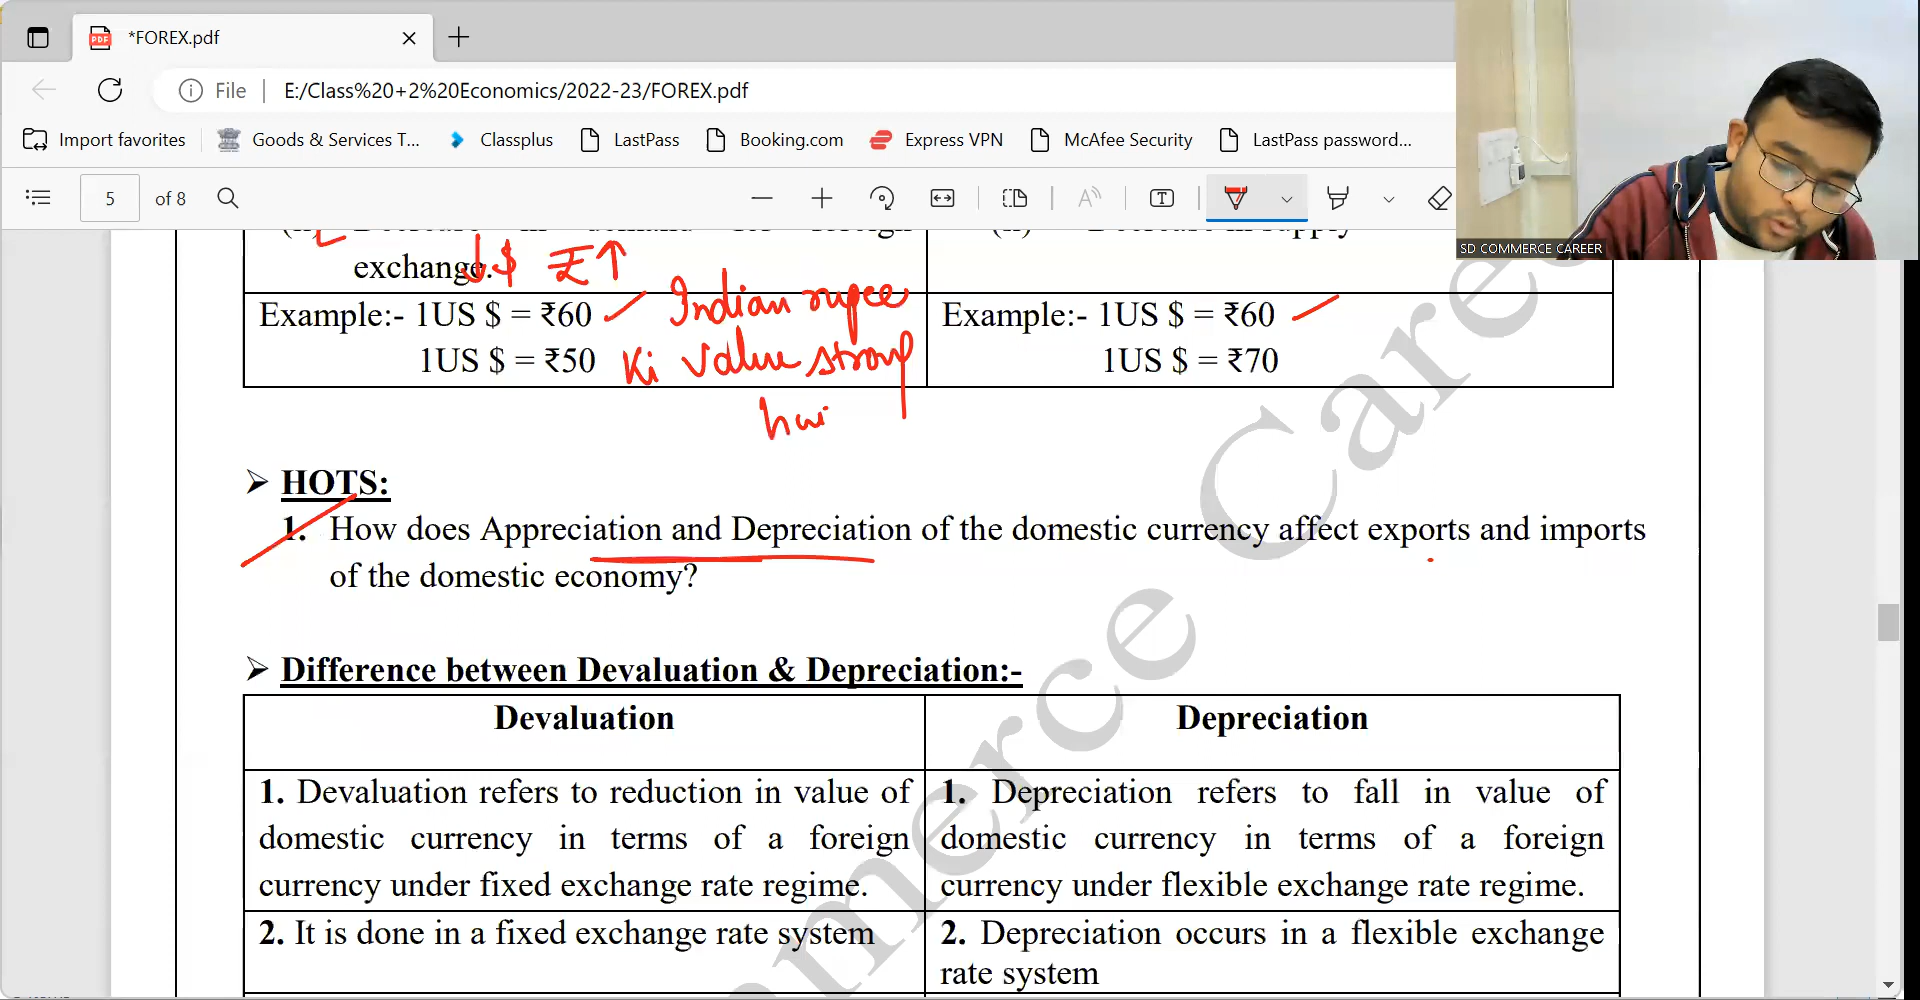 *FOREX.pdf
File | E:/Class%20+2%20Economics/2022-23/FOREX.pdf
Import favorites
Goods & Services T...
Classplus
LastPass
Booking.com
Express VPN
McAfee Security
LastPass password...
5 of 8
SD COMMERCE CAREER
exchange.
↓$ ₹↑
Example:- 1US $ = ₹60
1US $ = ₹50
Indian rupee
Ki value strong
hui
Example:- 1US $ = ₹60
1US $ = ₹70
HOTS:
1. How does Appreciation and Depreciation of the domestic currency affect exports and imports
of the domestic economy?
Difference between Devaluation & Depreciation:-
Devaluation
Depreciation
1. Devaluation refers to reduction in value of
domestic currency in terms of a foreign
currency under fixed exchange rate regime.
1. Depreciation refers to fall in value of
domestic currency in terms of a foreign
currency under flexible exchange rate regime.
2. It is done in a fixed exchange rate system
2. Depreciation occurs in a flexible exchange
rate system